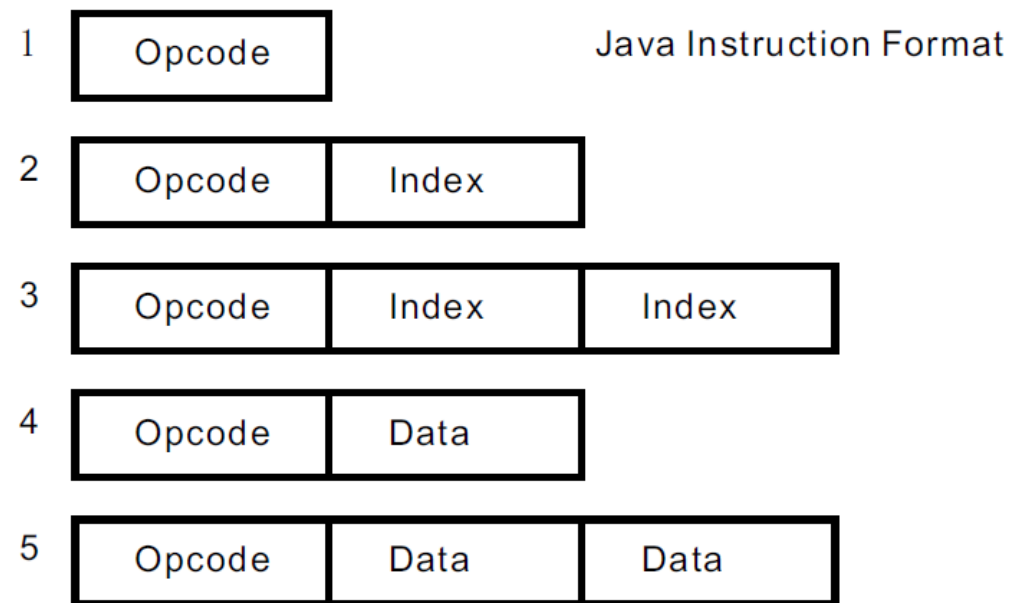 1 Opcode Java Instruction Format
2 Opcode Index
3 Opcode Index Index
4 Opcode Data
5 Opcode Data Data